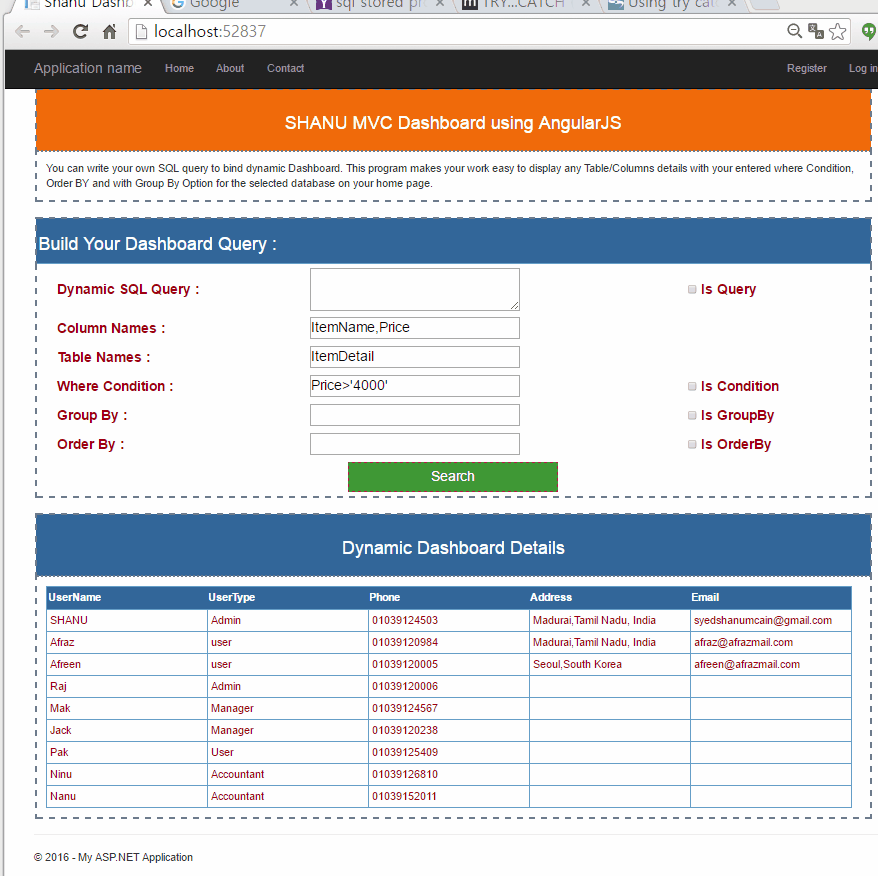 Shanu Dashb
Google
sql stored pr
TRY...CATCH
Using try cat
localhost:52837
Application name Home About Contact Register Log in
SHANU MVC Dashboard using AngularJS
You can write your own SQL query to bind dynamic Dashboard. This program makes your work easy to display any Table/Columns details with your entered where Condition,
Order BY and with Group By Option for the selected database on your home page.
Build Your Dashboard Query :
Dynamic SQL Query : Is Query
Column Names : ItemName,Price
Table Names : ItemDetail
Where Condition : Price>'4000' Is Condition
Group By : Is GroupBy
Order By : Is OrderBy
Search
Dynamic Dashboard Details
UserName UserType Phone Address Email
SHANU Admin 01039124503 Madurai,Tamil Nadu, India syedshanumcain@gmail.com
Afraz user 01039120984 Madurai,Tamil Nadu, India afraz@afrazmail.com
Afreen user 01039120005 Seoul,South Korea afreen@afrazmail.com
Raj Admin 01039120006
Mak Manager 01039124567
Jack Manager 01039120238
Pak User 01039125409
Ninu Accountant 01039126810
Nanu Accountant 01039152011
© 2016 - My ASP.NET Application